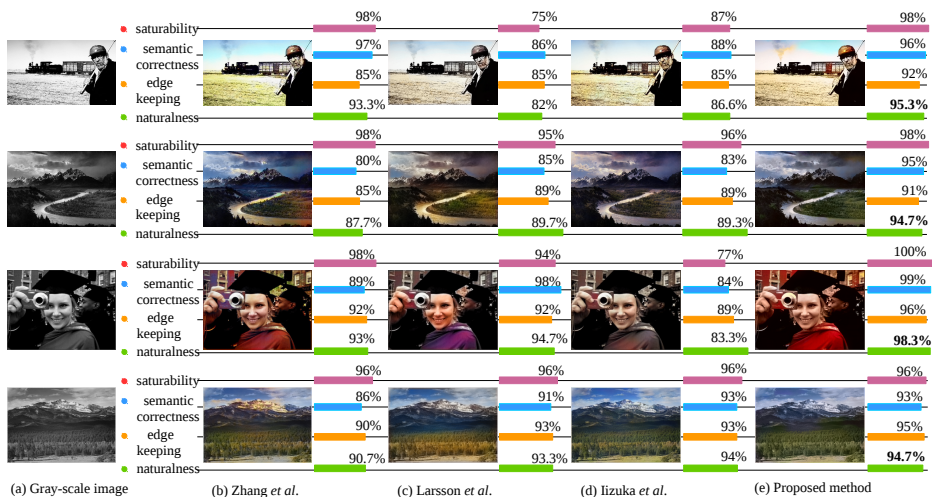 98% 75% 87% 98%
saturability
97% 86% 88% 96%
semantic
correctness
85% 85% 85% 92%
edge
keeping
93.3% 82% 86.6% 95.3%
naturalness
98% 95% 96% 98%
saturability
80% 85% 83% 95%
semantic
correctness
85% 89% 89% 91%
edge
keeping
87.7% 89.7% 89.3% 94.7%
naturalness
98% 94% 77% 100%
saturability
89% 98% 84% 99%
semantic
correctness
92% 92% 89% 96%
edge
keeping
93% 94.7% 83.3% 98.3%
naturalness
96% 96% 96% 96%
saturability
86% 91% 93% 93%
semantic
correctness
90% 93% 93% 95%
edge
keeping
90.7% 93.3% 94% 94.7%
naturalness
(a) Gray-scale image (b) Zhang et al. (c) Larsson et al. (d) Iizuka et al. (e) Proposed method